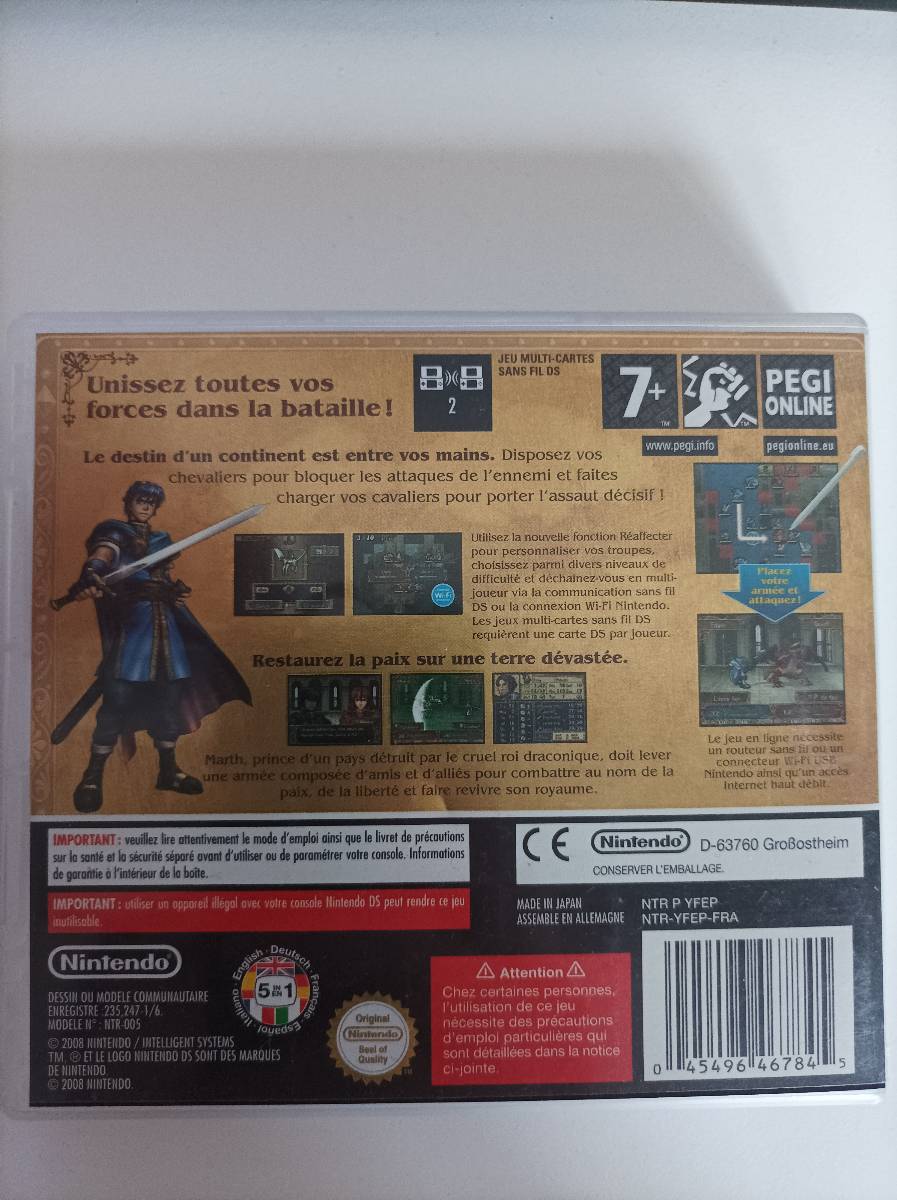 Unissez toutes vos
forces dans la bataille !
2
JEU MULTI-CARTES
SANS FIL DS
7+
™
™
PEGI
ONLINE
www.pegi.info
pegionline.eu
Le destin d'un continent est entre vos mains. Disposez vos
chevaliers pour bloquer les attaques de l'ennemi et faites
charger vos cavaliers pour porter l'assaut décisif !
Utilisez la nouvelle fonction Réaffecter
pour personnaliser vos troupes,
choisissez parmi divers niveaux de
difficulté et déchaînez-vous en multi-
joueur via la communication sans fil
DS ou la connexion Wi-Fi Nintendo.
Les jeux multi-cartes sans fil DS
requièrent une carte DS par joueur.
Wi-Fi
Placez
votre
armée et
attaquez !
Restaurez la paix sur une terre dévastée.
Marth, prince d'un pays détruit par le cruel roi draconique, doit lever
une armée composée d'amis et d'alliés pour combattre au nom de la
paix, de la liberté et faire revivre son royaume.
Le jeu en ligne nécessite
un routeur sans fil ou un
connecteur Wi-Fi USB
Nintendo ainsi qu'un accès
Internet haut débit.
IMPORTANT : veuillez lire attentivement le mode d'emploi ainsi que le livret de précautions
sur la santé et la sécurité séparé avant d'utiliser ou de paramétrer votre console. Informations
de garantie à l'intérieur de la boîte.
IMPORTANT : utiliser un appareil illégal avec votre console Nintendo DS peut rendre ce jeu
inutilisable.
CE
Nintendo®
D-63760 Großostheim
CONSERVER L'EMBALLAGE.
MADE IN JAPAN
ASSEMBLE EN ALLEMAGNE
NTR P YFEP
NTR-YFEP-FRA
Nintendo®
DESSIN OU MODELE COMMUNAUTAIRE
ENREGISTRE :235,247-1/6.
MODELE N° : NTR-005
© 2008 NINTENDO / INTELLIGENT SYSTEMS
TM, ® ET LE LOGO NINTENDO DS SONT DES MARQUES
DE NINTENDO.
© 2008 NINTENDO.
English · Deutsch · Français · Español · Italiano
5 IN EN 1
Original
Nintendo
Seal of
Quality
™
Attention
Chez certaines personnes,
l'utilisation de ce jeu
nécessite des précautions
d'emploi particulières qui
sont détaillées dans la notice
ci-jointe.
0 45496 46784 5